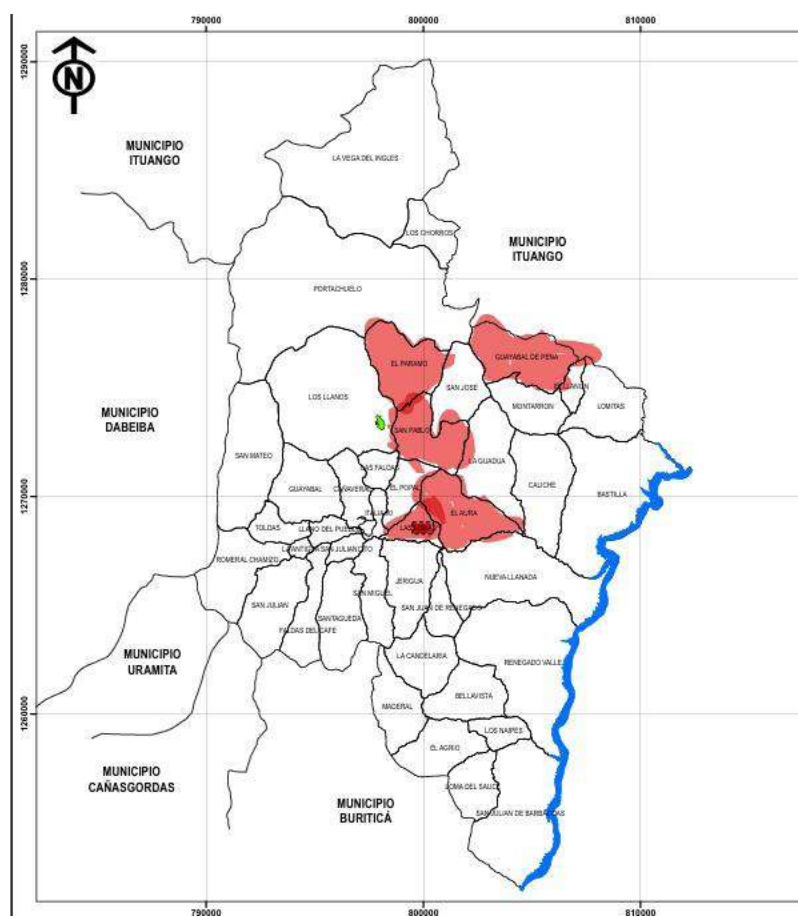 790000
800000
810000
1290000
N
MUNICIPIO
ITUANGO
LA VEGA DEL INGLES
LOS CHORROS
MUNICIPIO
ITUANGO
1280000
PORTACHUELO
EL PARAMO
GUAYABAL DE PENA
SAN JOSE
LOS LLANOS
MONTARRON
LOMITAS
MUNICIPIO
DABEIBA
SAN PABLO
SAN MATEO
LA GUADUA
LAS FALDAS
GUAYABAL
EL POPAL
CALICHE
BASTILLA
1270000
EL AURA
TOLDAS
ROMERAL CHAMIZO
JERIGUA
NUEVA LLANADA
SAN MIGUEL
SAN JULIAN
SAN JUAN DE RENEGADO
SANTAGUEDA
FALDAS DEL CAFE
MUNICIPIO
URAMITA
LA CANDELARIA
RENEGADO VALLE
BELLAVISTA
MADERAL
1260000
LOS NAIPES
EL AGRIO
MUNICIPIO
CAÑASGORDAS
MUNICIPIO
BURITICÁ
LOMA DEL SAUCE
SAN JULIAN DE BARBACOAS
790000
800000
810000